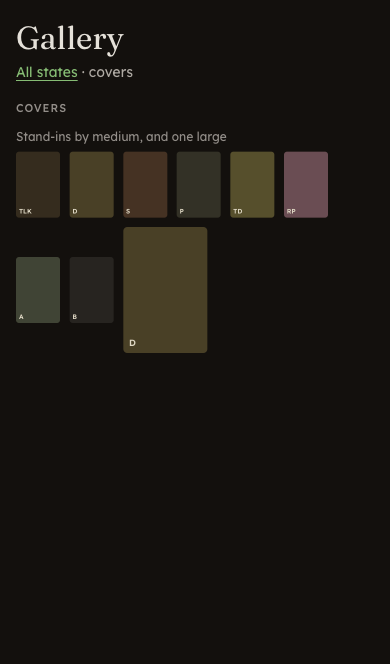 Gallery
All states · covers
COVERS
Stand-ins by medium, and one large
TLK D S P TD RP
A B D